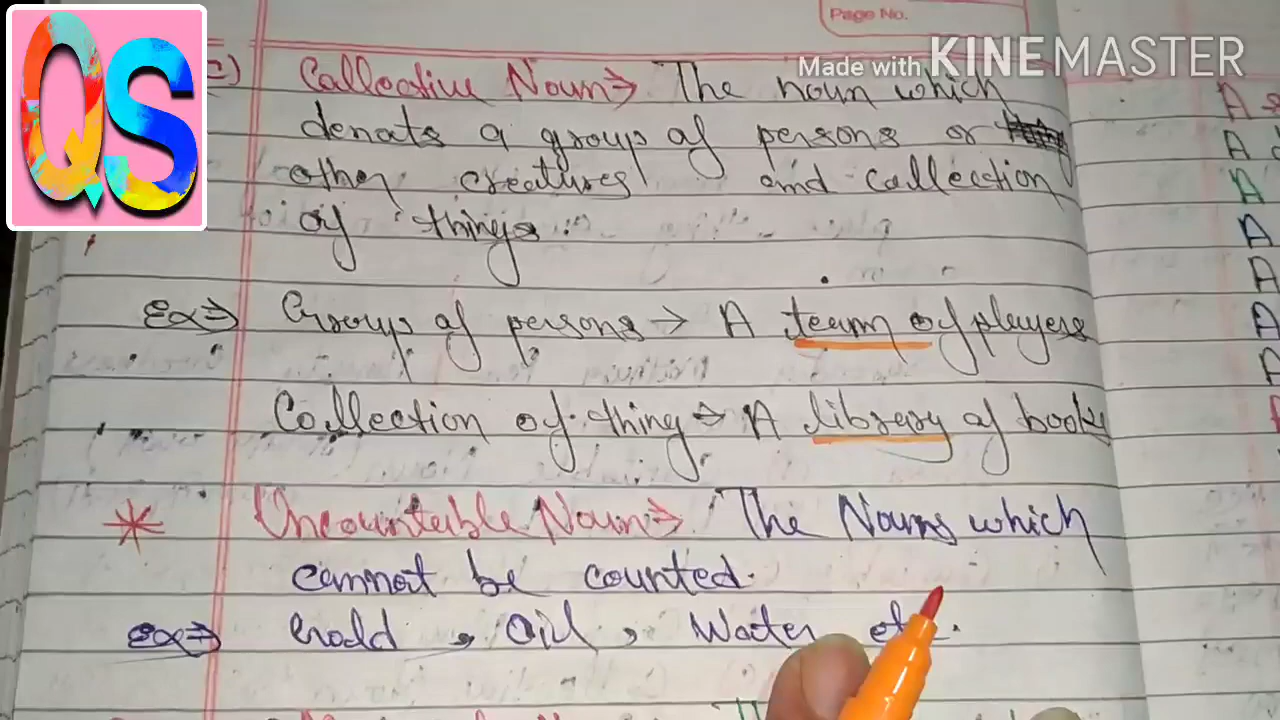 Page No.
Made with KINEMASTER
QS
Collective Noun → The noun which
denots a group of persons or
other creatures and collection
of things.
Ex ⇒ Group of persons → A team of players
Collection of thing → A library of books
* Uncountable Noun → The Nouns which
cannot be counted.
Ex ⇒ Gold, Oil, Water etc.